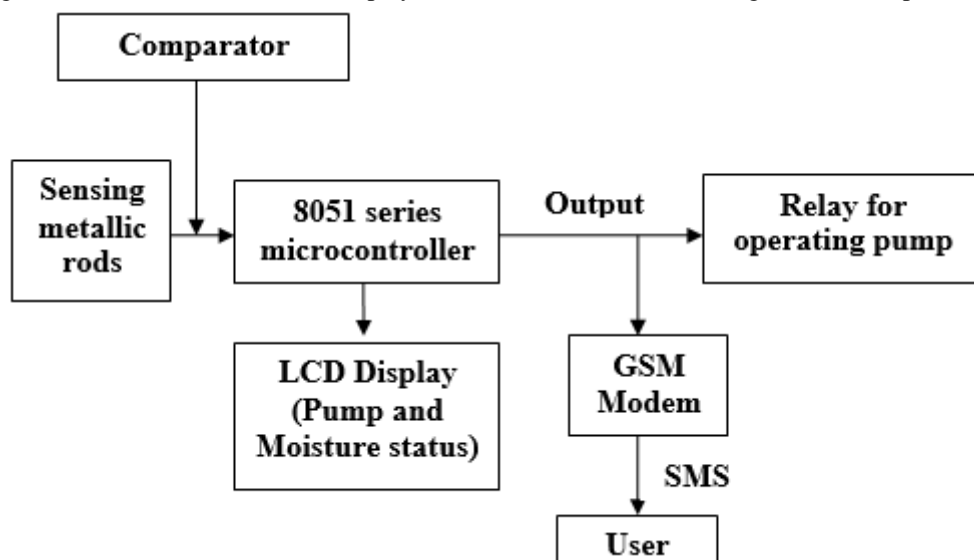 Comparator
Sensing
metallic
rods
8051 series
microcontroller
Output
Relay for
operating pump
LCD Display
(Pump and
Moisture status)
GSM
Modem
SMS
User